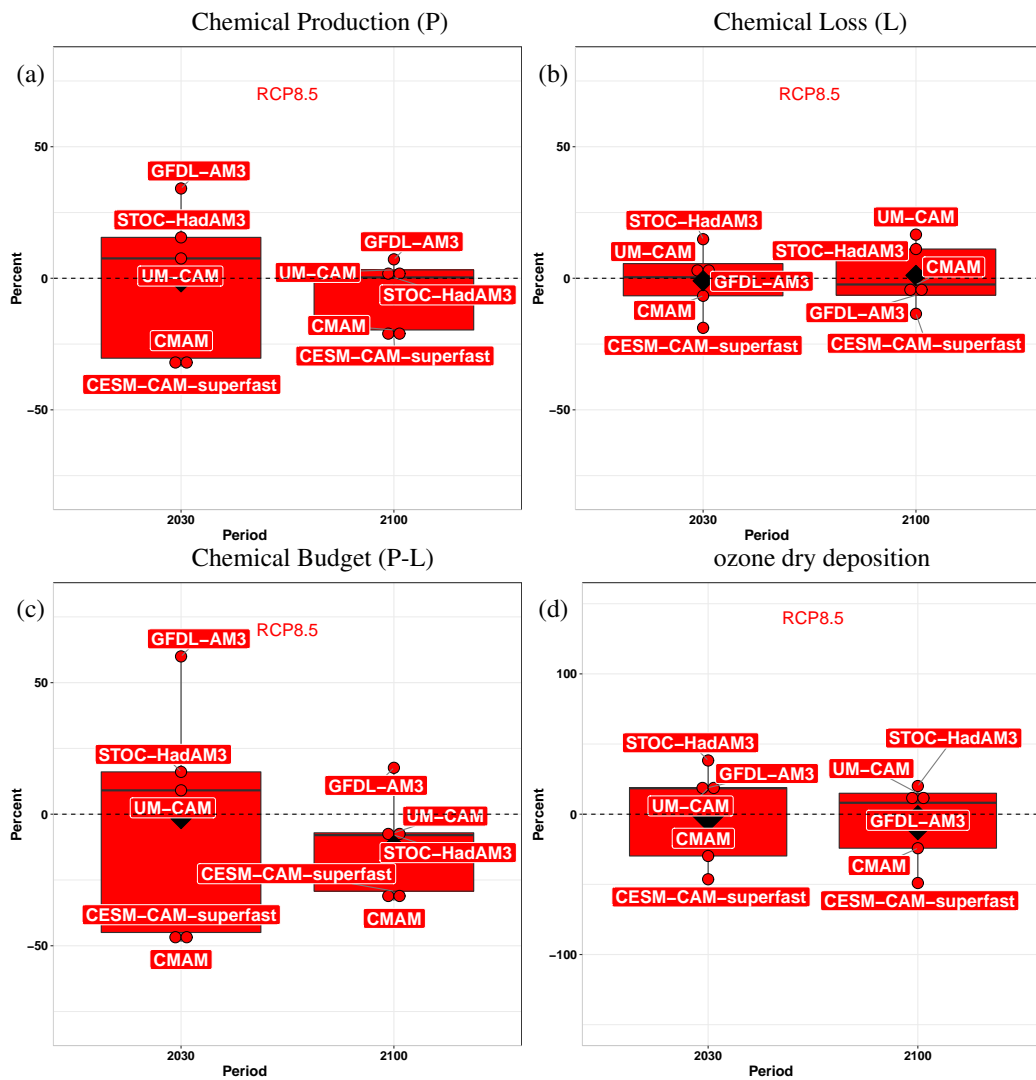 Chemical Production (P)
Chemical Loss (L)
(a)
RCP8.5
GFDL−AM3
STOC−HadAM3
UM−CAM
CMAM
CESM−CAM−superfast
GFDL−AM3
UM−CAM
STOC−HadAM3
CMAM
CESM−CAM−superfast
50
0
−50
Percent
2030
2100
Period
(b)
RCP8.5
STOC−HadAM3
UM−CAM
GFDL−AM3
CMAM
CESM−CAM−superfast
UM−CAM
STOC−HadAM3
CMAM
GFDL−AM3
CESM−CAM−superfast
50
0
−50
Percent
2030
2100
Period
Chemical Budget (P-L)
ozone dry deposition
(c)
RCP8.5
GFDL−AM3
STOC−HadAM3
UM−CAM
CESM−CAM−superfast
CMAM
GFDL−AM3
UM−CAM
STOC−HadAM3
CESM−CAM−superfast
CMAM
50
0
−50
Percent
2030
2100
Period
(d)
RCP8.5
STOC−HadAM3
GFDL−AM3
UM−CAM
CMAM
CESM−CAM−superfast
STOC−HadAM3
UM−CAM
GFDL−AM3
CMAM
CESM−CAM−superfast
100
0
−100
Percent
2030
2100
Period